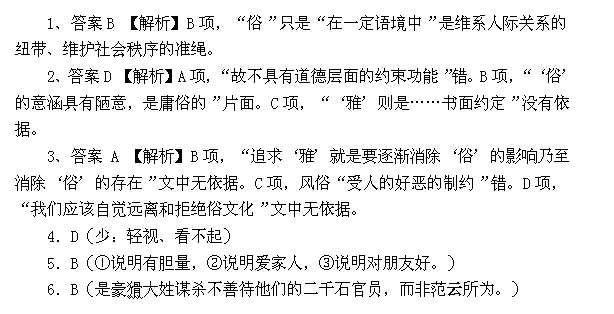 1、答案B 【解析】B项，“俗”只是“在一定语境中”是维系人际关系的
纽带、维护社会秩序的准绳。
2、答案D【解析】A项，“故不具有道德层面的约束功能”错。B项，“‘俗’
的意涵具有陋意，是庸俗的”片面。C项，“‘雅’则是……书面约定”没有依
据。
3、答案 A 【解析】B项，“追求‘雅’就是要逐渐消除‘俗’的影响乃至
消除‘俗’的存在”文中无依据。C项，风俗“受人的好恶的制约”错。D项，
“我们应该自觉远离和拒绝俗文化”文中无依据。
4．D（少：轻视、看不起）
5．B（①说明有胆量，②说明爱家人，③说明对朋友好。）
6．B（是豪猾大姓谋杀不善待他们的二千石官员，而非范云所为。）